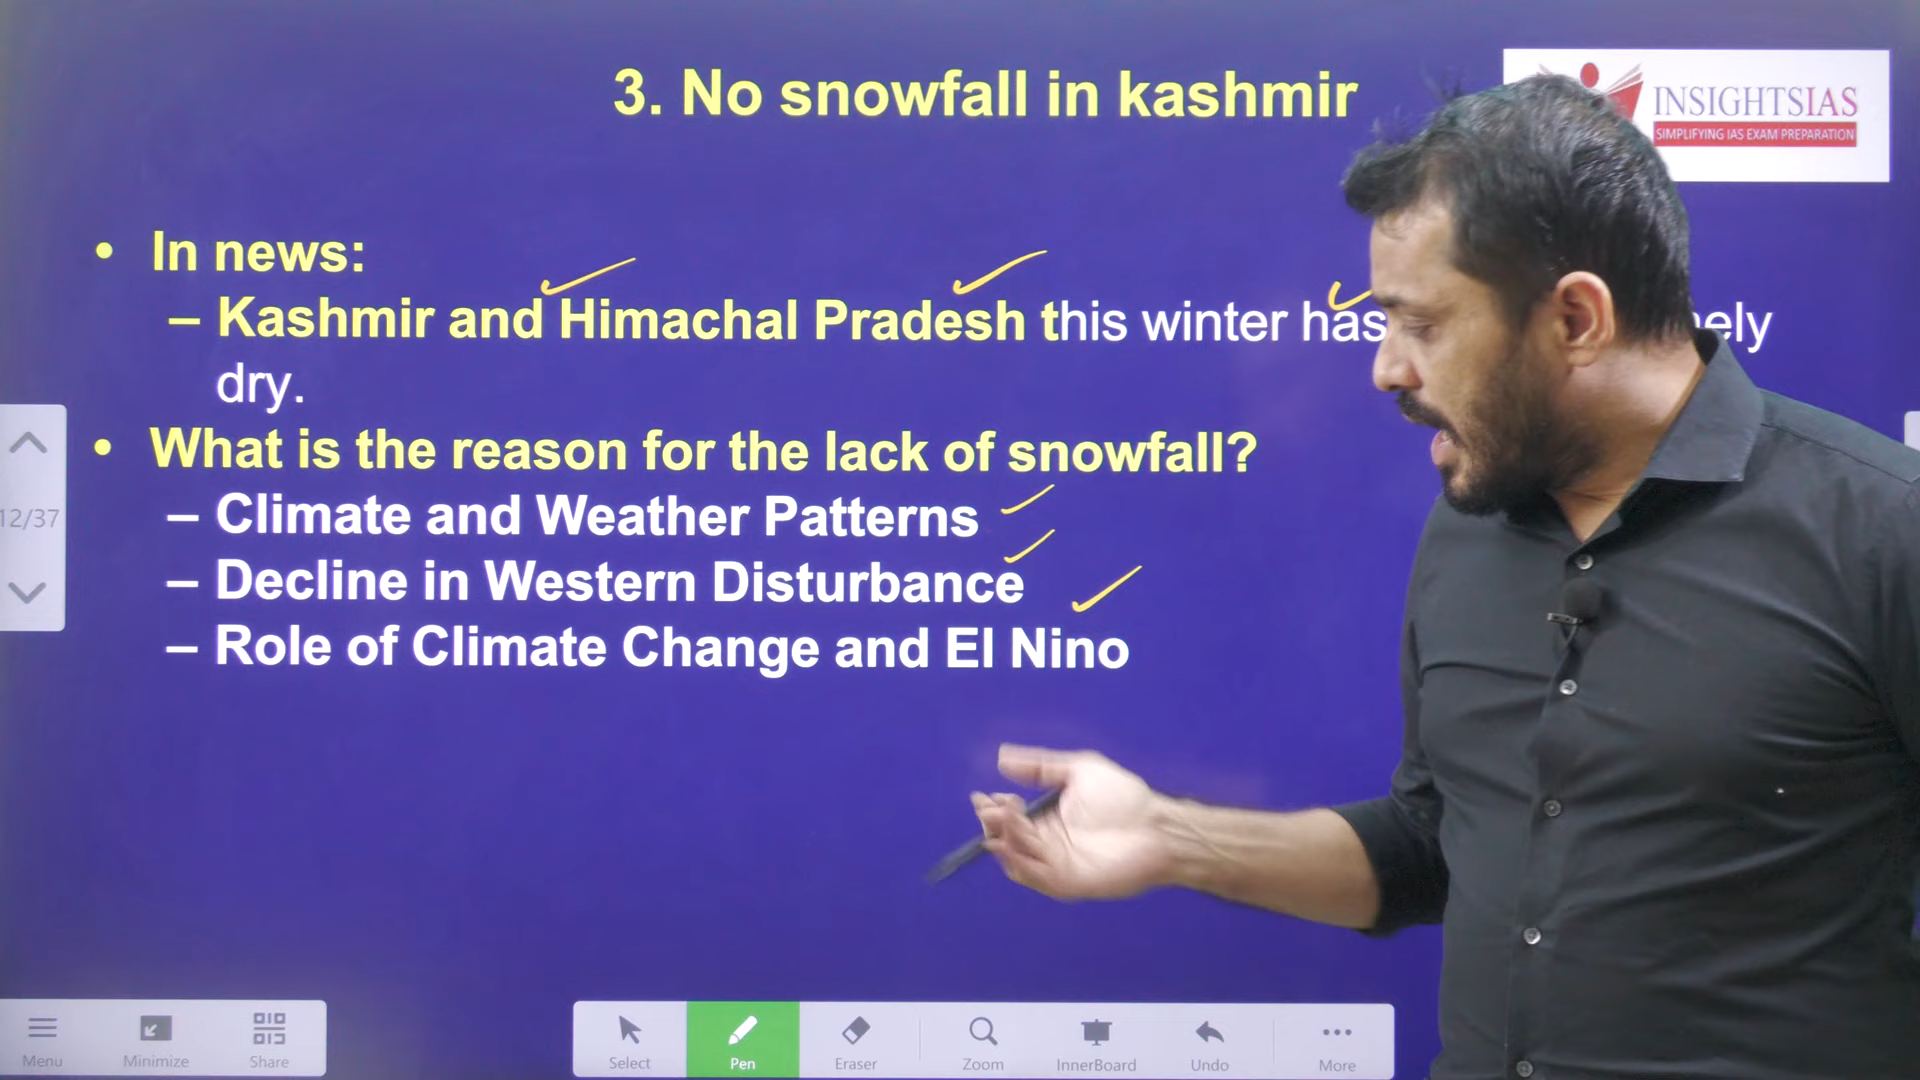 3. No snowfall in kashmir
INSIGHTSIAS
SIMPLIFYING IAS EXAM PREPARATION
• In news:
– Kashmir and Himachal Pradesh this winter has
dry.
• What is the reason for the lack of snowfall?
– Climate and Weather Patterns
– Decline in Western Disturbance
– Role of Climate Change and El Nino
12/37
Menu Minimize Share Select Pen Eraser Zoom InnerBoard Undo More